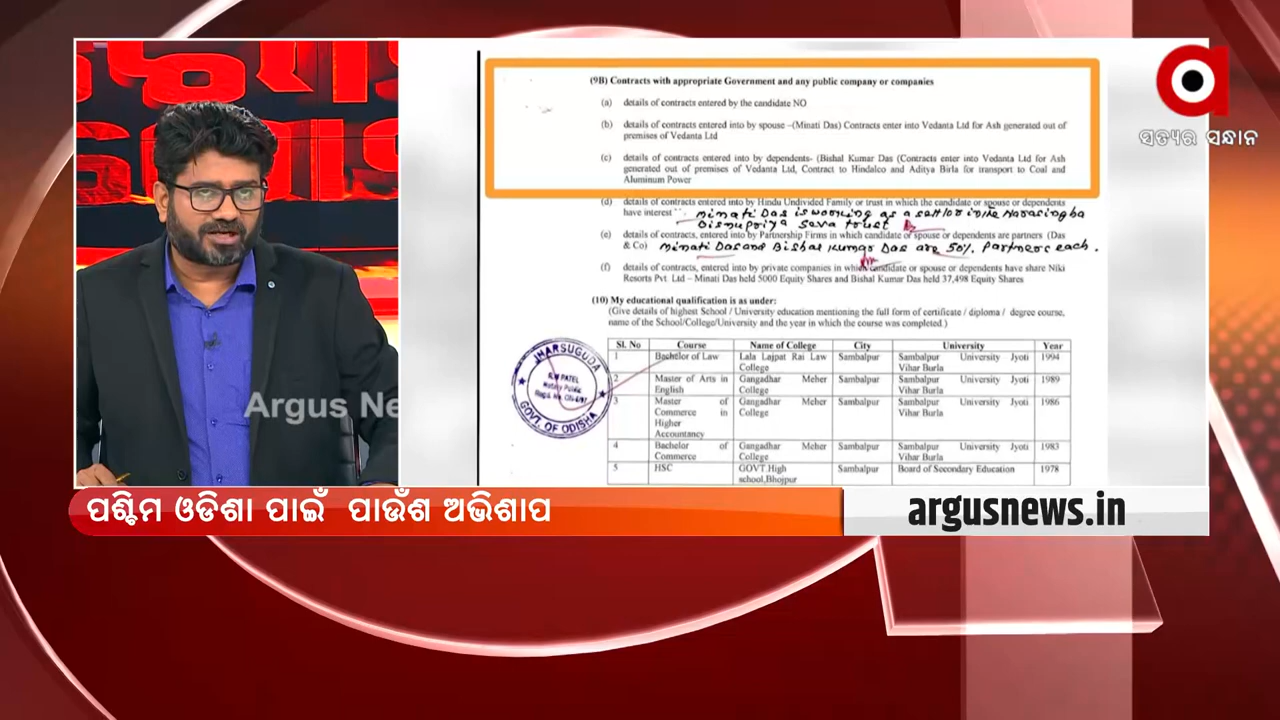 (9B) Contracts with appropriate Government and any public company or companies
(a) details of contracts entered by the candidate NO
(b) details of contracts entered into by spouse –(Minati Das) Contracts enter into Vedanta Ltd for Ash generated out of
premises of Vedanta Ltd
(c) details of contracts entered into by dependents- (Bishal Kumar Das (Contracts enter into Vedanta Ltd for Ash
generated out of premises of Vedanta Ltd, Contract to Hindalco and Aditya Birla for transport to Coal and
Aluminum Power
(d) details of contracts entered into by Hindu Undivided Family or trust in which the candidate or spouse or dependents
have interest minati Das is as a in the Narasingha
Bisnupriya Seva trust
(e) details of contracts, entered into by Partnership Firms in which candidate or spouse or dependents are partners (Das
& Co) minati Das and Bishal Kumar Das are 50% Partners each.
(f) details of contracts, entered into by private companies in which candidate or spouse or dependents have share Niki
Resorts Pvt. Ltd – Minati Das held 5000 Equity Shares and Bishal Kumar Das held 37,498 Equity Shares
(10) My educational qualification is as under:
(Give details of highest School / University education mentioning the full form of certificate / diploma / degree course,
name of the School/College/University and the year in which the course was completed.)
Sl. No Course Name of College City University Year
1 Bachelor of Law Lala Lajpat Rai Law College Sambalpur Sambalpur University Jyoti Vihar Burla 1994
2 Master of Arts in English Gangadhar Meher College Sambalpur Sambalpur University Jyoti Vihar Burla 1989
3 Master of Commerce in Higher Accountancy Gangadhar Meher College Sambalpur Sambalpur University Jyoti Vihar Burla 1986
4 Bachelor of Commerce Gangadhar Meher College Sambalpur Sambalpur University Jyoti Vihar Burla 1983
5 HSC GOVT.High school,Bhojpur Sambalpur Board of Secondary Education 1978
JHARSUGUDA
PATEL
Notary Public
GOVT. OF ODISHA
ସତ୍ୟର ସନ୍ଧାନ
Argus Ne
ପଶ୍ଚିମ ଓଡିଶା ପାଇଁ ପାଉଁଶ ଅଭିଶାପ
argusnews.in